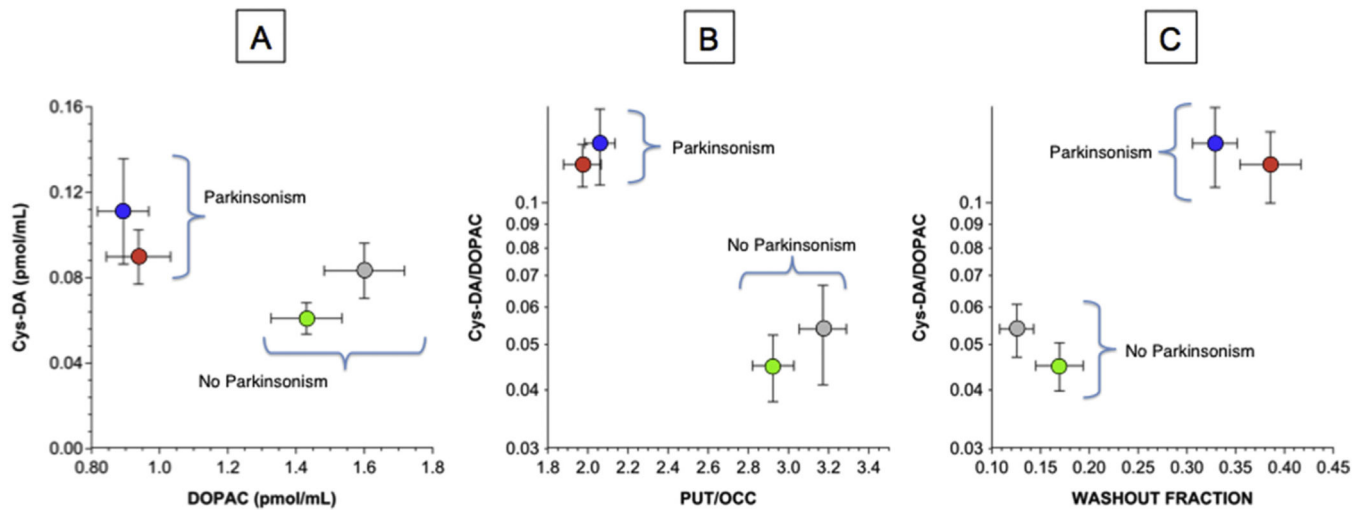 A
B
C
0.16
0.12
0.08
0.04
0.00
Cys-DA (pmol/mL)
Parkinsonism
No Parkinsonism
0.80
1.0
1.2
1.4
1.6
1.8
DOPAC (pmol/mL)
0.1
0.09
0.08
0.07
0.06
0.05
0.04
0.03
Cys-DA/DOPAC
Parkinsonism
No Parkinsonism
1.8
2.0
2.2
2.4
2.6
2.8
3.0
3.2
3.4
PUT/OCC
0.1
0.09
0.08
0.07
0.06
0.05
0.04
0.03
Cys-DA/DOPAC
Parkinsonism
No Parkinsonism
0.10
0.15
0.20
0.25
0.30
0.35
0.40
0.45
WASHOUT FRACTION